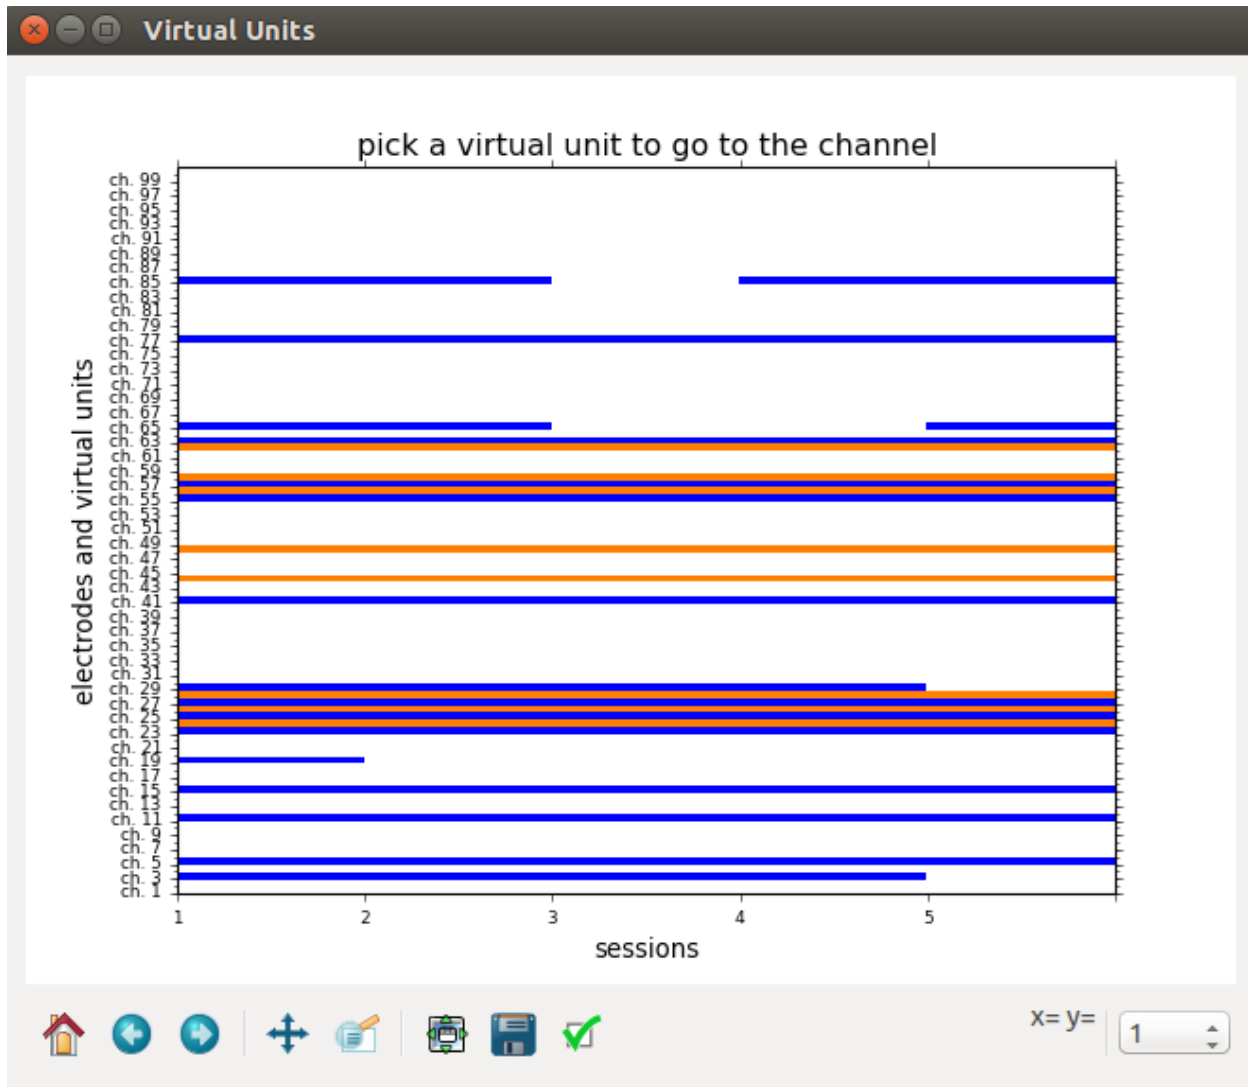 Virtual Units
pick a virtual unit to go to the channel
ch. 99
ch. 97
ch. 95
ch. 93
ch. 91
ch. 89
ch. 87
ch. 85
ch. 83
ch. 81
ch. 79
ch. 77
ch. 75
ch. 73
ch. 71
ch. 69
ch. 67
ch. 65
ch. 63
ch. 61
ch. 59
ch. 57
ch. 55
ch. 53
ch. 51
ch. 49
ch. 47
ch. 45
ch. 43
ch. 41
ch. 39
ch. 37
ch. 35
ch. 33
ch. 31
ch. 29
ch. 27
ch. 25
ch. 23
ch. 21
ch. 19
ch. 17
ch. 15
ch. 13
ch. 11
ch. 9
ch. 7
ch. 5
ch. 3
ch. 1
electrodes and virtual units
1 2 3 4 5
sessions
x= y= 1